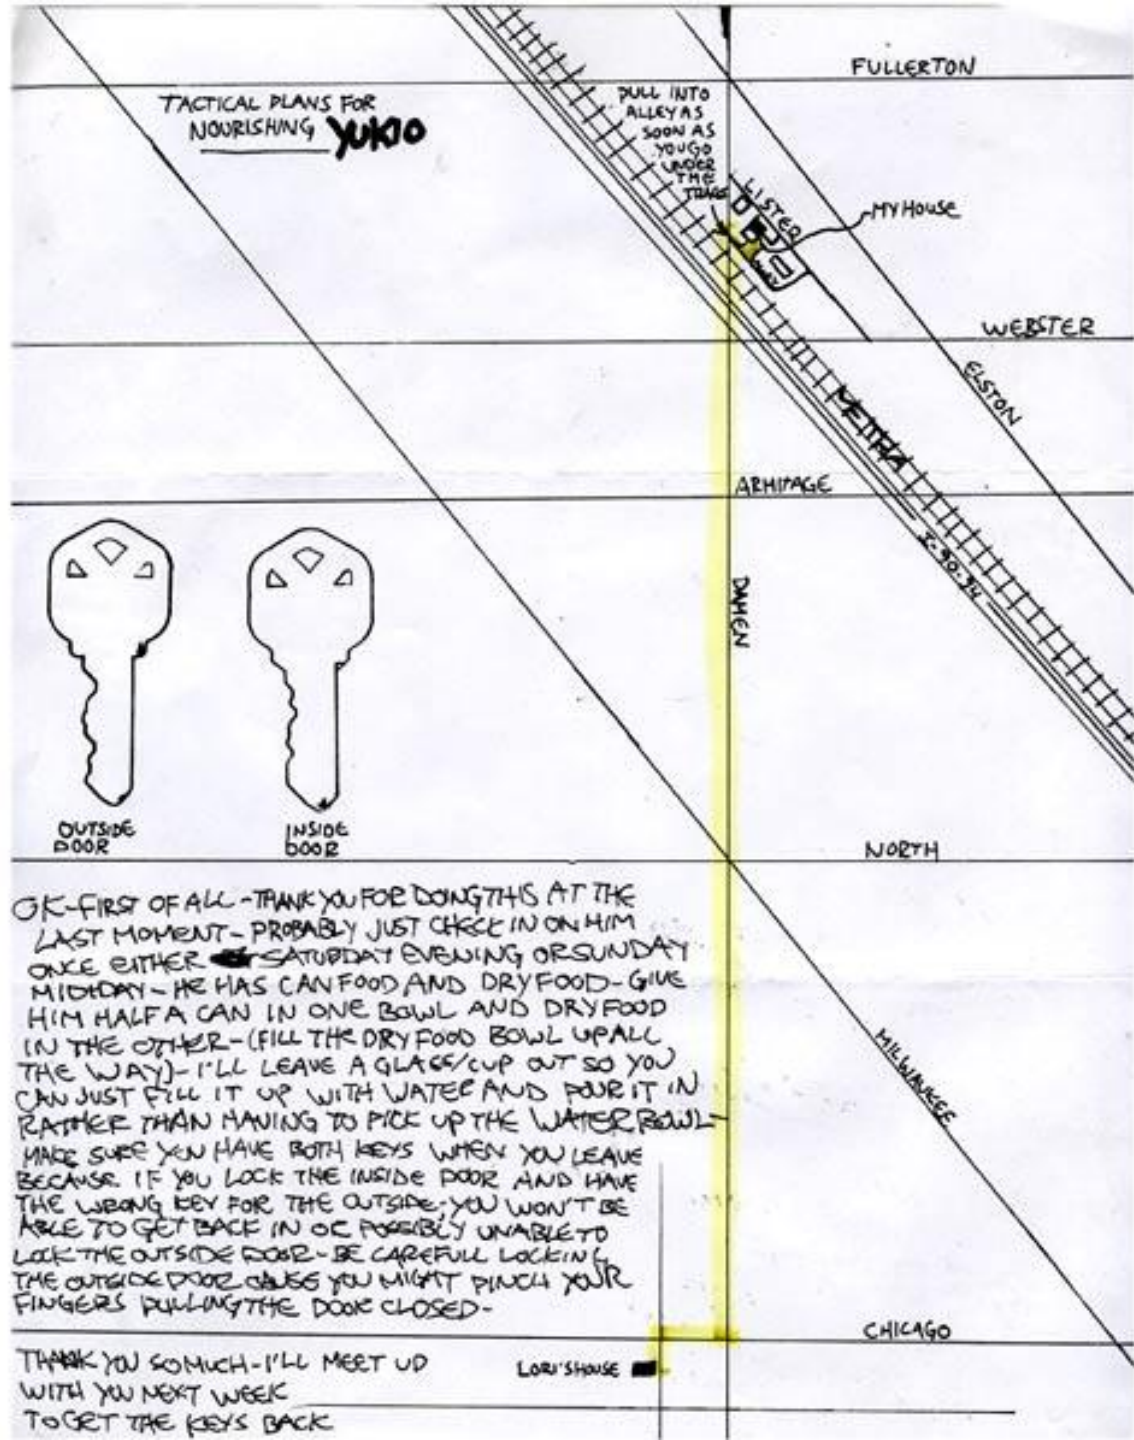 FULLERTON
TACTICAL PLANS FOR
NOURISHING YUKIO
PULL INTO
ALLEY AS
SOON AS
YOU GO
UNDER
THE
LISTER
MY HOUSE
WEBSTER
ELSTON
METRA
ARMITAGE
I-90-94
DAMEN
OUTSIDE
DOOR
INSIDE
DOOR
NORTH
OK-FIRST OF ALL-THANK YOU FOR DOING THIS AT THE
LAST MOMENT-PROBABLY JUST CHECK IN ON HIM
ONCE EITHER SATURDAY EVENING OR SUNDAY
MIDIDAY-HE HAS CAN FOOD AND DRY FOOD-GIVE
HIM HALF A CAN IN ONE BOWL AND DRY FOOD
IN THE OTHER-(FILL THE DRY FOOD BOWL UP ALL
THE WAY)-I'LL LEAVE A GLASS/CUP OUT SO YOU
CAN JUST FILL IT UP WITH WATER AND POUR IT IN
RATHER THAN HAVING TO PICK UP THE WATER BOWL-
MAKE SURE YOU HAVE BOTH KEYS WHEN YOU LEAVE
BECAUSE IF YOU LOCK THE INSIDE DOOR AND HAVE
THE WRONG KEY FOR THE OUTSIDE-YOU WON'T BE
ABLE TO GET BACK IN OR POSSIBLY UNABLE TO
LOCK THE OUTSIDE DOOR-BE CAREFULL LOCKING
THE OUTSIDE DOOR CAUSE YOU MIGHT PINCH YOUR
FINGERS PULLING THE DOOR CLOSED-
MILWAUKEE
CHICAGO
LORI'S HOUSE
THANK YOU SO MUCH-I'LL MEET UP
WITH YOU NEXT WEEK
TO GET THE KEYS BACK